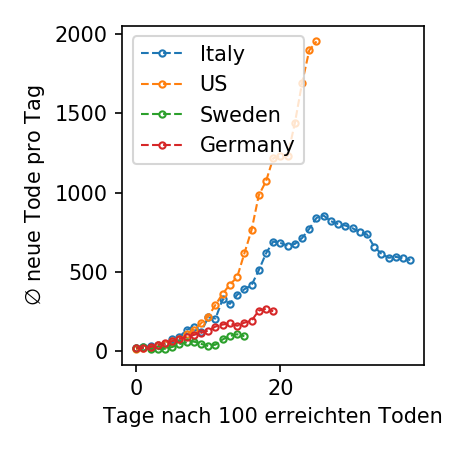 ∅ neue Tode pro Tag
2000
1500
1000
500
0
Italy
US
Sweden
Germany
0 20
Tage nach 100 erreichten Toden